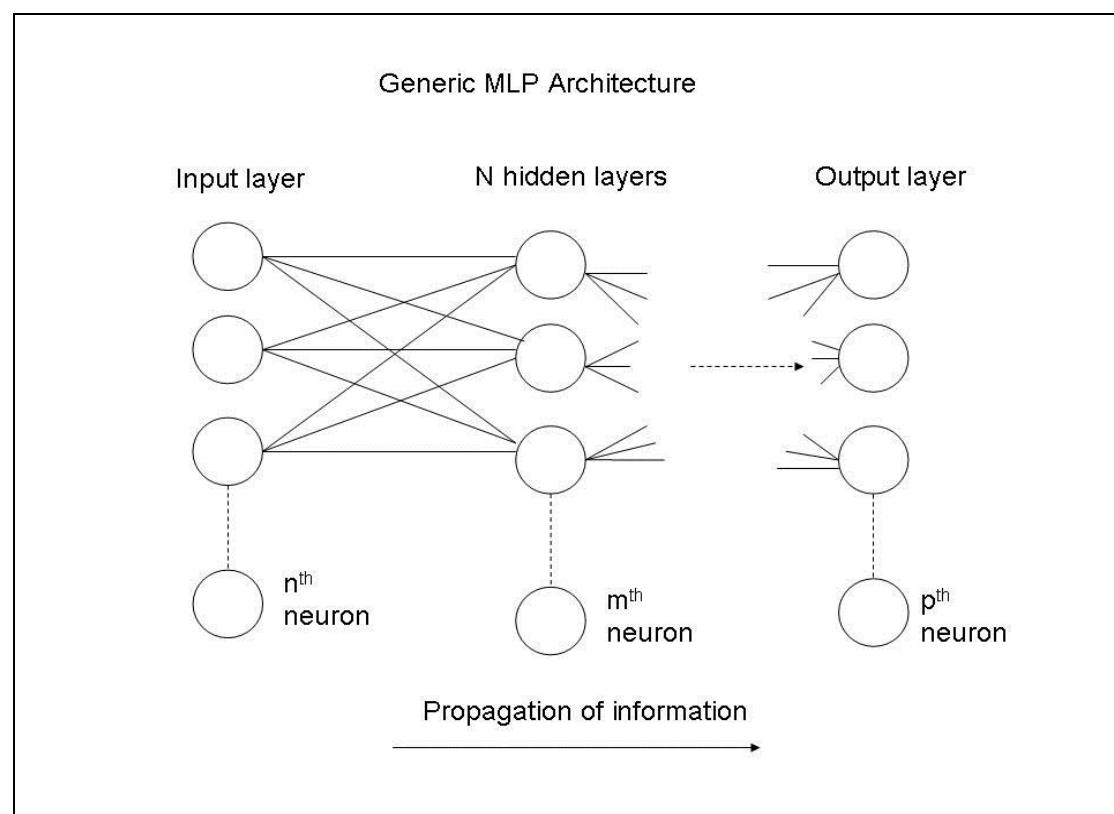 Generic MLP Architecture
Input layer
N hidden layers
Output layer
nth
neuron
mth
neuron
pth
neuron
Propagation of information